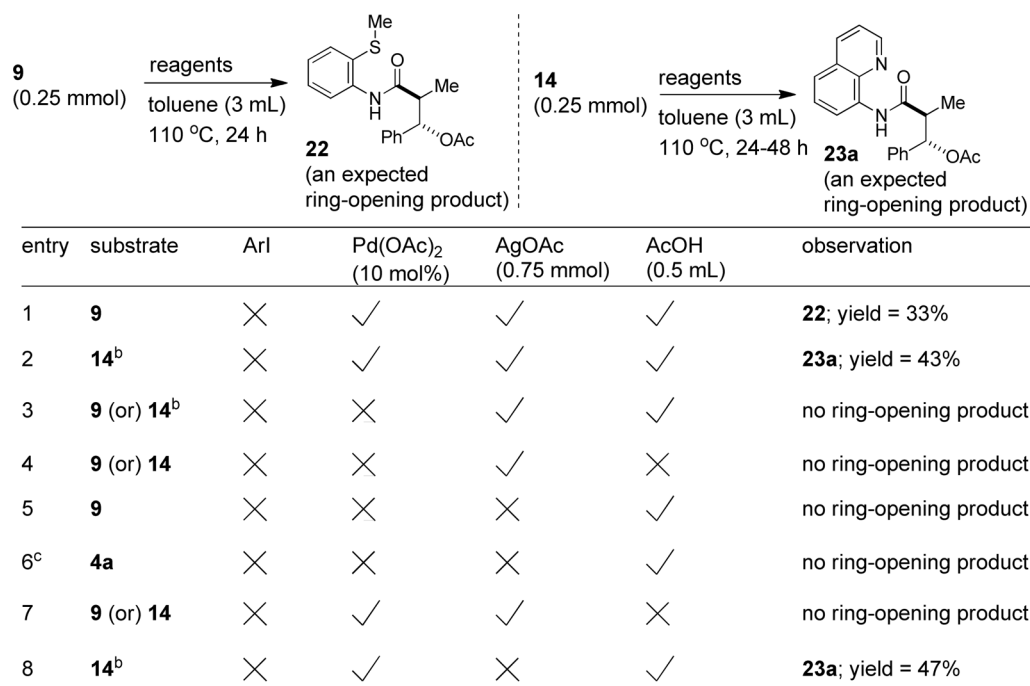 9
(0.25 mmol)
reagents
toluene (3 mL)
110 °C, 24 h
Me
S
O
N
H
Me
Ph
OAc
22
(an expected
ring-opening product)
14
(0.25 mmol)
reagents
toluene (3 mL)
110 °C, 24-48 h
N
O
N
H
Me
Ph
OAc
23a
(an expected
ring-opening product)
entry substrate ArI Pd(OAc)2 (10 mol%) AgOAc (0.75 mmol) AcOH (0.5 mL) observation
1 9 ✕ ✓ ✓ ✓ 22; yield = 33%
2 14b ✕ ✓ ✓ ✓ 23a; yield = 43%
3 9 (or) 14b ✕ ✕ ✓ ✓ no ring-opening product
4 9 (or) 14 ✕ ✕ ✓ ✕ no ring-opening product
5 9 ✕ ✕ ✕ ✓ no ring-opening product
6c 4a ✕ ✕ ✕ ✓ no ring-opening product
7 9 (or) 14 ✕ ✓ ✓ ✕ no ring-opening product
8 14b ✕ ✓ ✕ ✓ 23a; yield = 47%